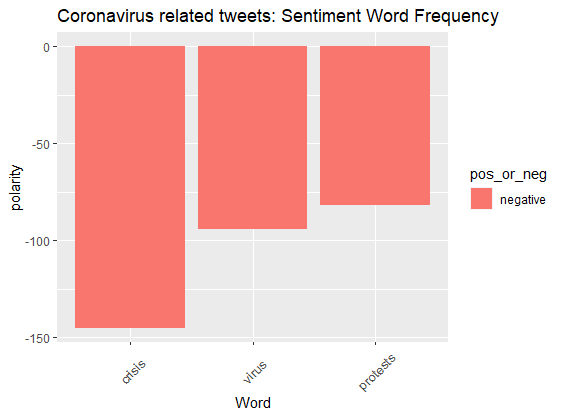 Coronavirus related tweets: Sentiment Word Frequency
0
-50
-100
-150
polarity
crisis
virus
protests
Word
pos_or_neg
negative